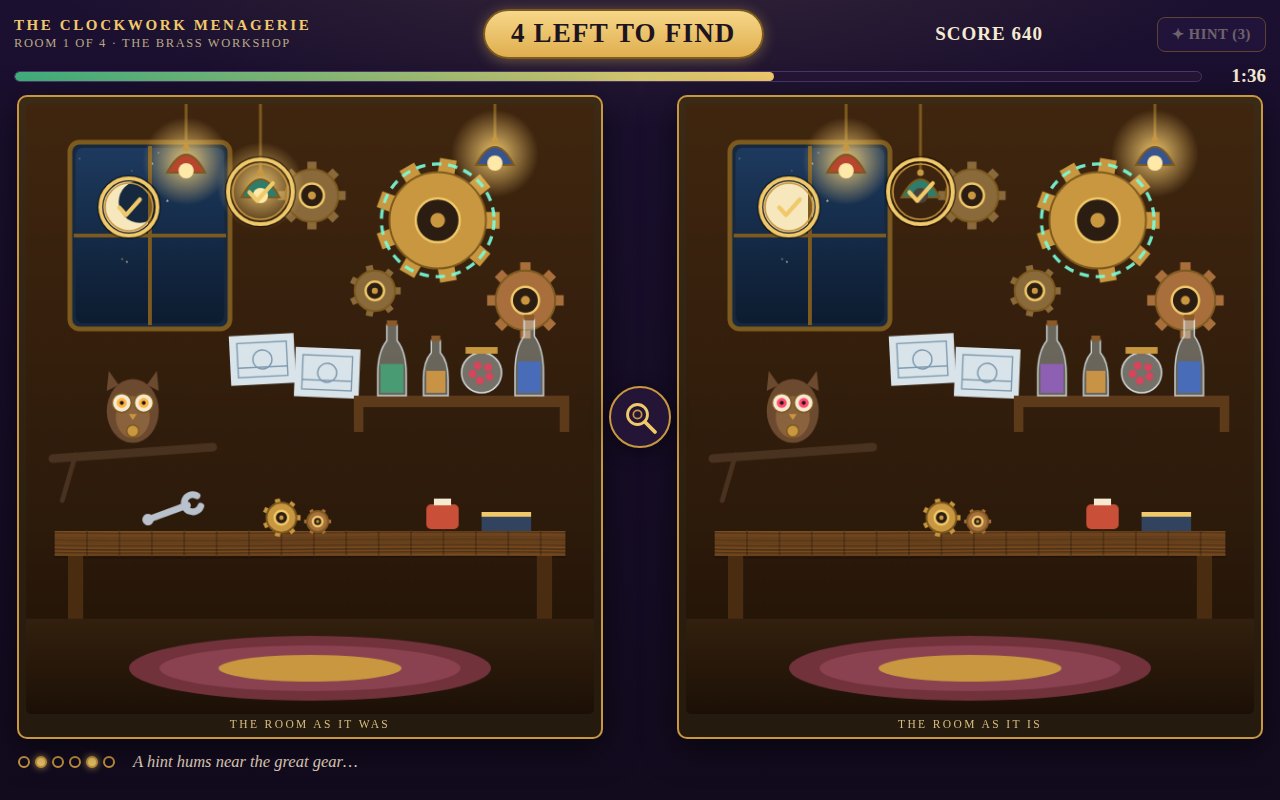 THE CLOCKWORK MENAGERIE
ROOM 1 OF 4 · THE BRASS WORKSHOP
4 LEFT TO FIND
SCORE 640
✦ HINT (3)
1:36
THE ROOM AS IT WAS
THE ROOM AS IT IS
A hint hums near the great gear…